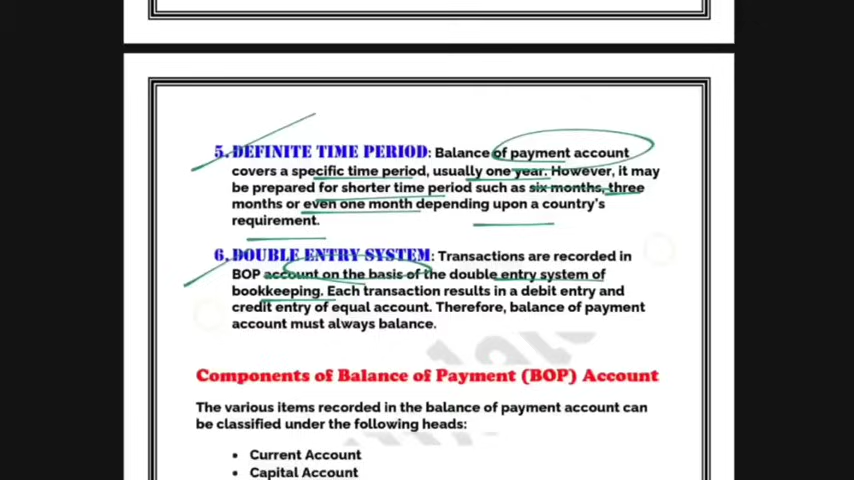 5. DEFINITE TIME PERIOD: Balance of payment account
covers a specific time period, usually one year. However, it may
be prepared for shorter time period such as six months, three
months or even one month depending upon a country's
requirement.
6. DOUBLE ENTRY SYSTEM: Transactions are recorded in
BOP account on the basis of the double entry system of
bookkeeping. Each transaction results in a debit entry and
credit entry of equal account. Therefore, balance of payment
account must always balance.
Components of Balance of Payment (BOP) Account
The various items recorded in the balance of payment account can
be classified under the following heads:
• Current Account
• Capital Account